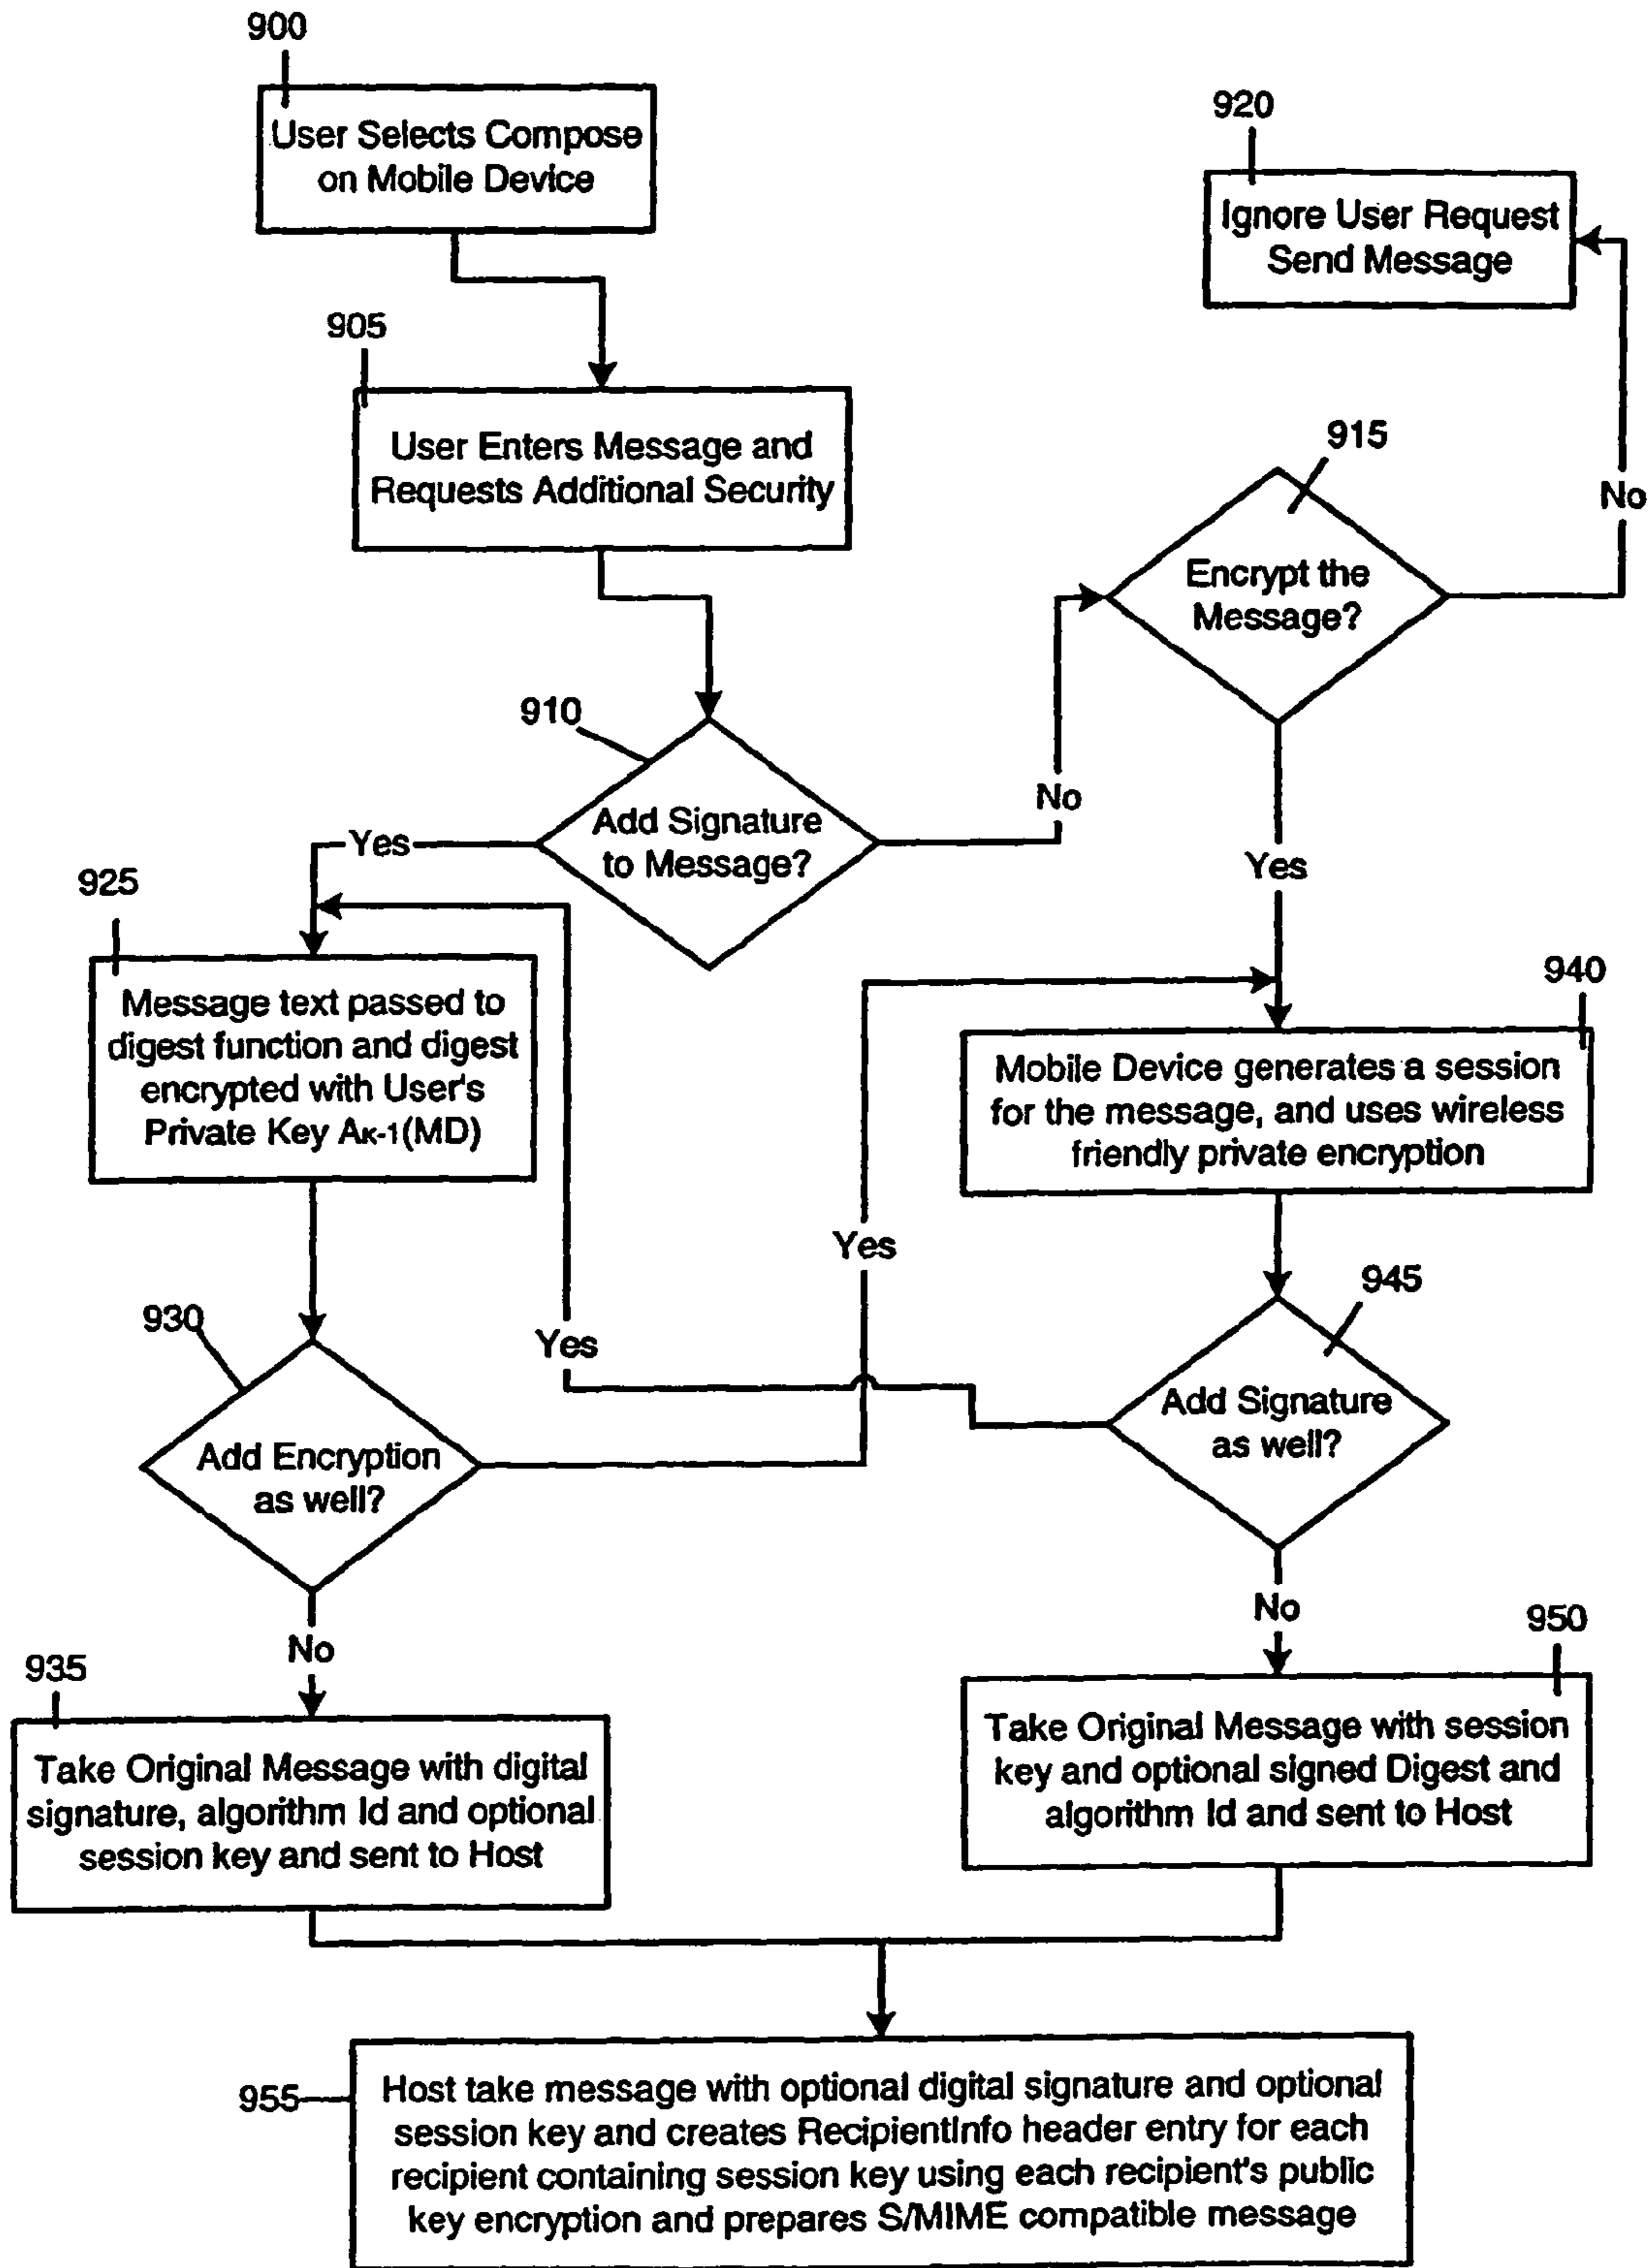 900
User Selects Compose
on Mobile Device
920
Ignore User Request
Send Message
905
User Enters Message and
Requests Additional Security
915
Encrypt the
Message?
No
910
Add Signature
to Message?
No
Yes
Yes
925
Message text passed to
digest function and digest
encrypted with User's
Private Key AK-1(MD)
940
Mobile Device generates a session
for the message, and uses wireless
friendly private encryption
Yes
930
Add Encryption
as well?
Yes
945
Add Signature
as well?
No
No
935
Take Original Message with digital
signature, algorithm Id and optional
session key and sent to Host
950
Take Original Message with session
key and optional signed Digest and
algorithm Id and sent to Host
955
Host take message with optional digital signature and optional
session key and creates RecipientInfo header entry for each
recipient containing session key using each recipient's public
key encryption and prepares S/MIME compatible message